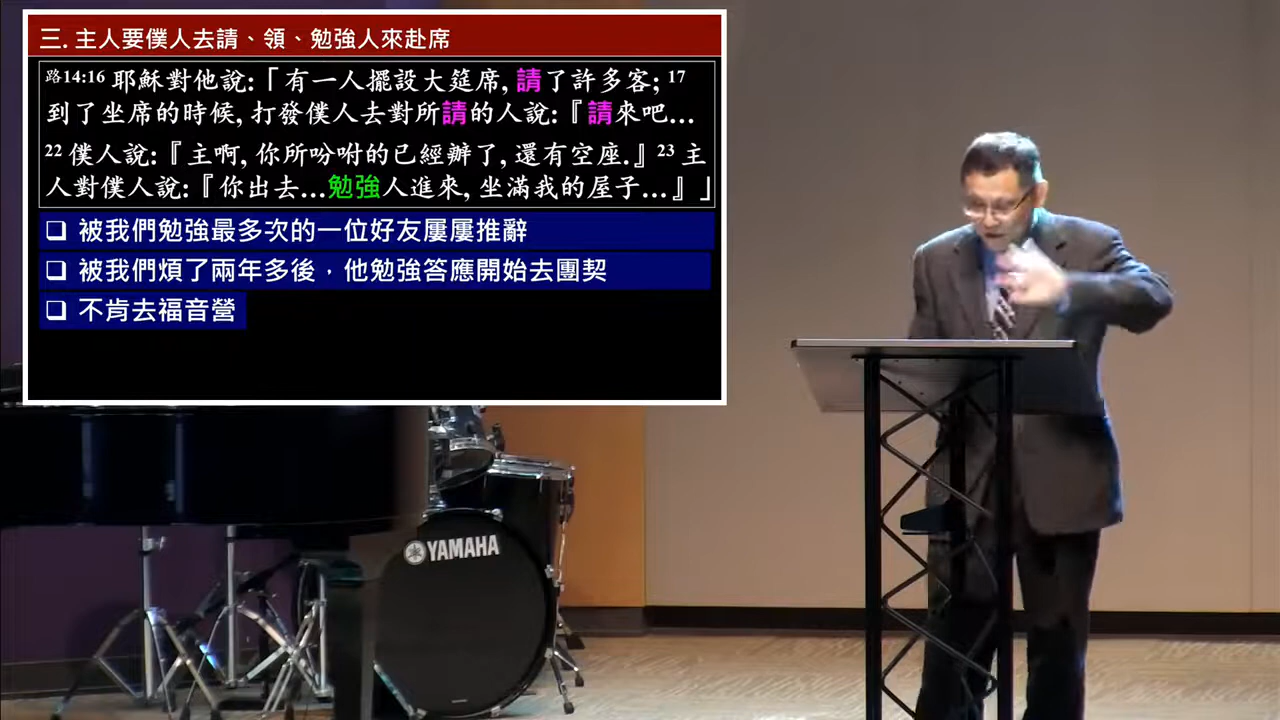 三. 主人要僕人去請、領、勉強人來赴席
路14:16 耶穌對他說:「有一人擺設大筵席, 請了許多客; 17
到了坐席的時候, 打發僕人去對所請的人說:『請來吧...
22 僕人說:『主啊, 你所吩咐的已經辦了, 還有空座.』23 主
人對僕人說:『你出去...勉強人進來, 坐滿我的屋子...』」
❑ 被我們勉強最多次的一位好友屢屢推辭
❑ 被我們煩了兩年多後，他勉強答應開始去團契
❑ 不肯去福音營
YAMAHA